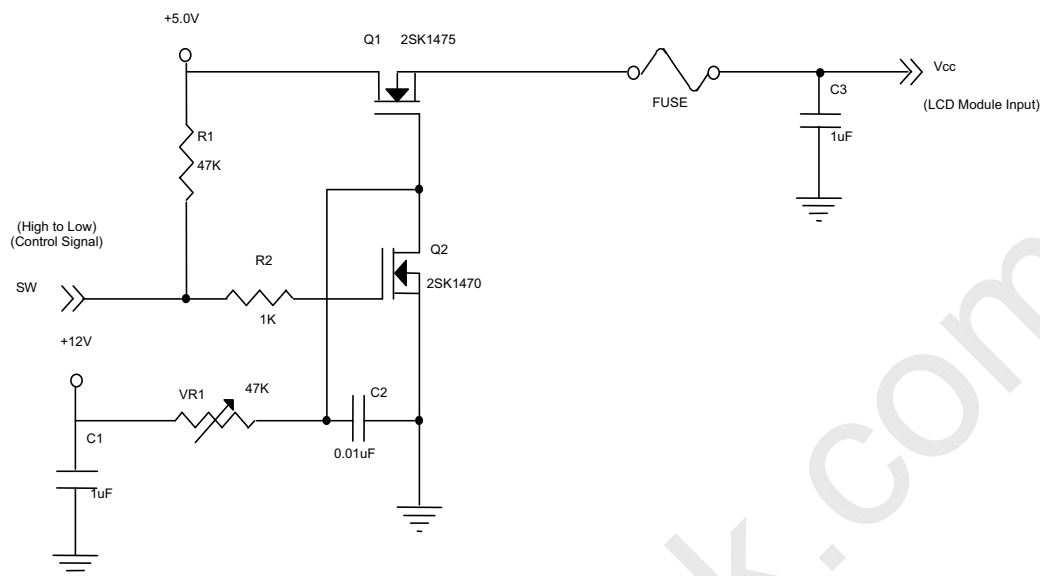 +5.0V
Q1 2SK1475
Vcc
C3
FUSE
(LCD Module Input)
R1
1uF
47K
(High to Low)
(Control Signal)
Q2
R2
SW
2SK1470
1K
+12V
VR1
47K
C2
C1
0.01uF
1uF
k.com